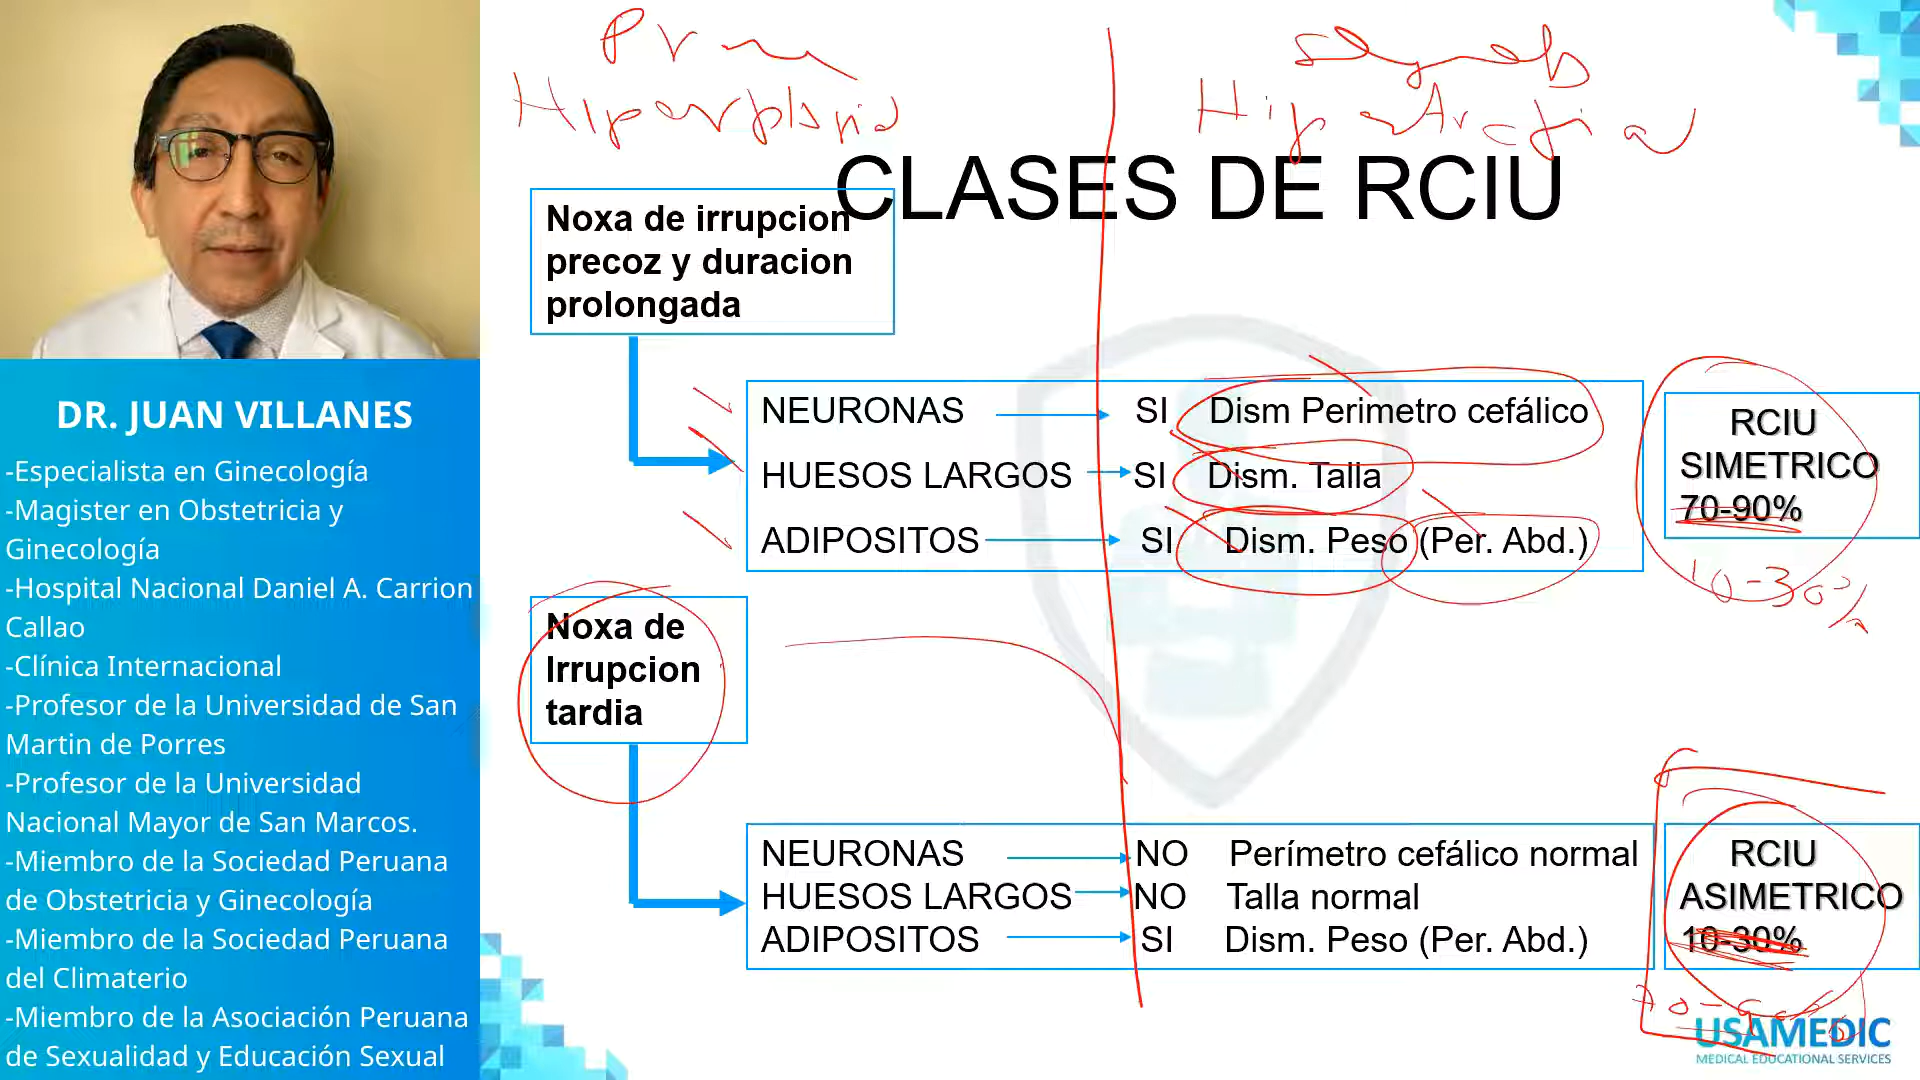 Hiperplasia
Hipertrofia
CLASES DE RCIU
Noxa de irrupcion
precoz y duracion
prolongada
NEURONAS SI Dism Perimetro cefálico
HUESOS LARGOS SI Dism. Talla
ADIPOSITOS SI Dism. Peso (Per. Abd.)
RCIU
SIMETRICO
70-90%
10-30%
Noxa de
Irrupcion
tardia
NEURONAS NO Perímetro cefálico normal
HUESOS LARGOS NO Talla normal
ADIPOSITOS SI Dism. Peso (Per. Abd.)
RCIU
ASIMETRICO
10-30%
DR. JUAN VILLANES
-Especialista en Ginecología
-Magister en Obstetricia y
Ginecología
-Hospital Nacional Daniel A. Carrion
Callao
-Clínica Internacional
-Profesor de la Universidad de San
Martin de Porres
-Profesor de la Universidad
Nacional Mayor de San Marcos.
-Miembro de la Sociedad Peruana
de Obstetricia y Ginecología
-Miembro de la Sociedad Peruana
del Climaterio
-Miembro de la Asociación Peruana
de Sexualidad y Educación Sexual
USAMEDIC
MEDICAL EDUCATIONAL SERVICES